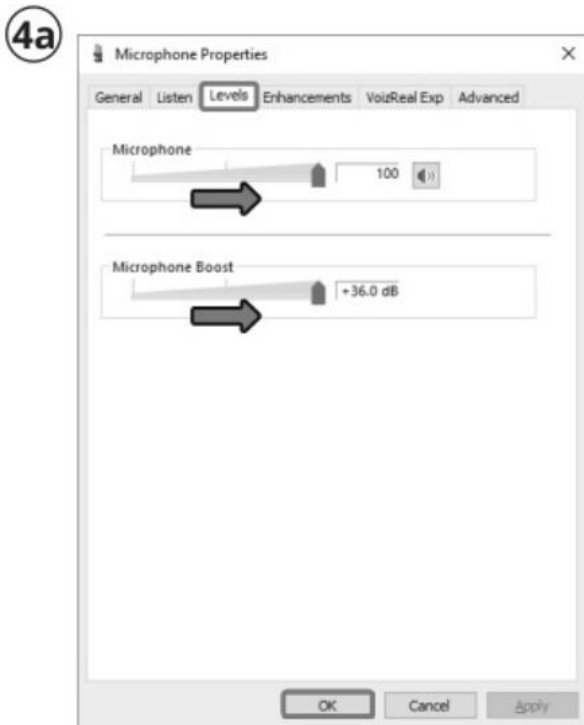 4a
Microphone Properties
General Listen Levels Enhancements VoizReal Exp Advanced
Microphone
100
Microphone Boost
+36.0 dB
OK Cancel Apply